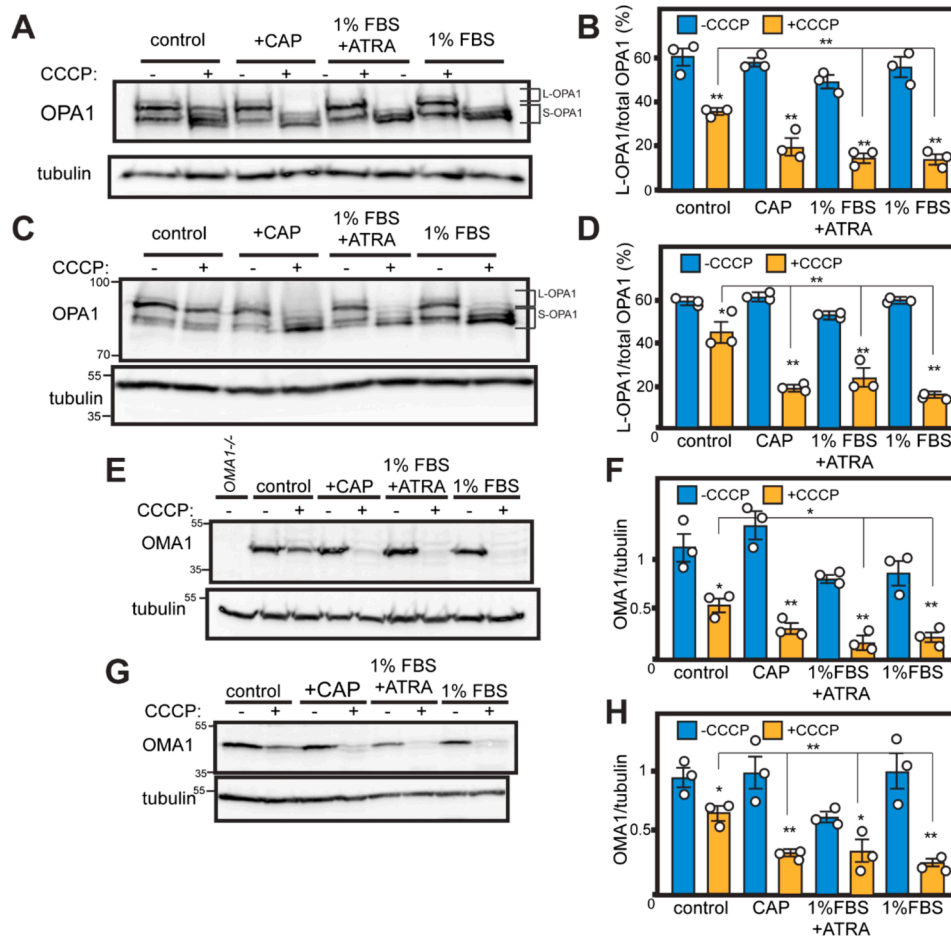 A
control
+CAP
1% FBS
+ATRA
1% FBS
CCCP: - + - + - + - +
OPA1
L-OPA1
S-OPA1
tubulin
B
-CCCP +CCCP
L-OPA1/total OPA1 (%)
60
40
20
0
**
** ** ** **
control CAP 1% FBS 1% FBS
+ATRA
C
control
+CAP
1% FBS
+ATRA
1% FBS
CCCP: - + - + - + - +
100
OPA1
L-OPA1
S-OPA1
70
55
tubulin
35
D
-CCCP +CCCP
L-OPA1/total OPA1 (%)
60
40
20
0
**
* ** ** **
control CAP 1% FBS 1% FBS
+ATRA
E
OMA1-/-
control
+CAP
1% FBS
+ATRA
1% FBS
CCCP: - - + - + - + - +
55
OMA1
35
55
tubulin
F
-CCCP +CCCP
OMA1/tubulin
1
0.5
0
*
* ** ** **
control CAP 1%FBS 1%FBS
+ATRA
G
control
+CAP
1% FBS
+ATRA
1% FBS
CCCP: - + - + - + - +
55
OMA1
35
55
tubulin
H
-CCCP +CCCP
OMA1/tubulin
1
0.5
0
**
* ** * **
control CAP 1%FBS 1%FBS
+ATRA